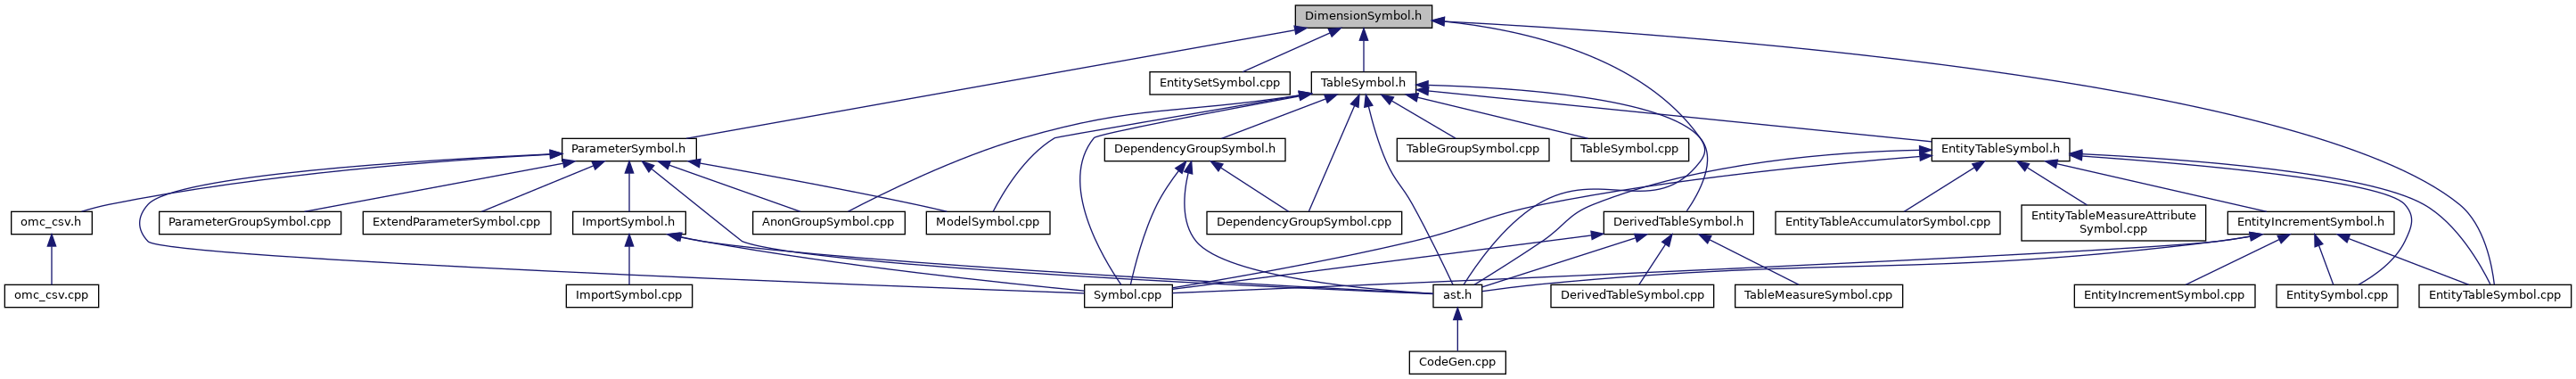 DimensionSymbol.h
EntitySetSymbol.cpp
TableSymbol.h
ParameterSymbol.h
DependencyGroupSymbol.h
TableGroupSymbol.cpp
TableSymbol.cpp
EntityTableSymbol.h
omc_csv.h
ParameterGroupSymbol.cpp
ExtendParameterSymbol.cpp
ImportSymbol.h
AnonGroupSymbol.cpp
ModelSymbol.cpp
DependencyGroupSymbol.cpp
DerivedTableSymbol.h
EntityTableAccumulatorSymbol.cpp
EntityTableMeasureAttribute
Symbol.cpp
EntityIncrementSymbol.h
omc_csv.cpp
ImportSymbol.cpp
Symbol.cpp
ast.h
DerivedTableSymbol.cpp
TableMeasureSymbol.cpp
EntityIncrementSymbol.cpp
EntitySymbol.cpp
EntityTableSymbol.cpp
CodeGen.cpp